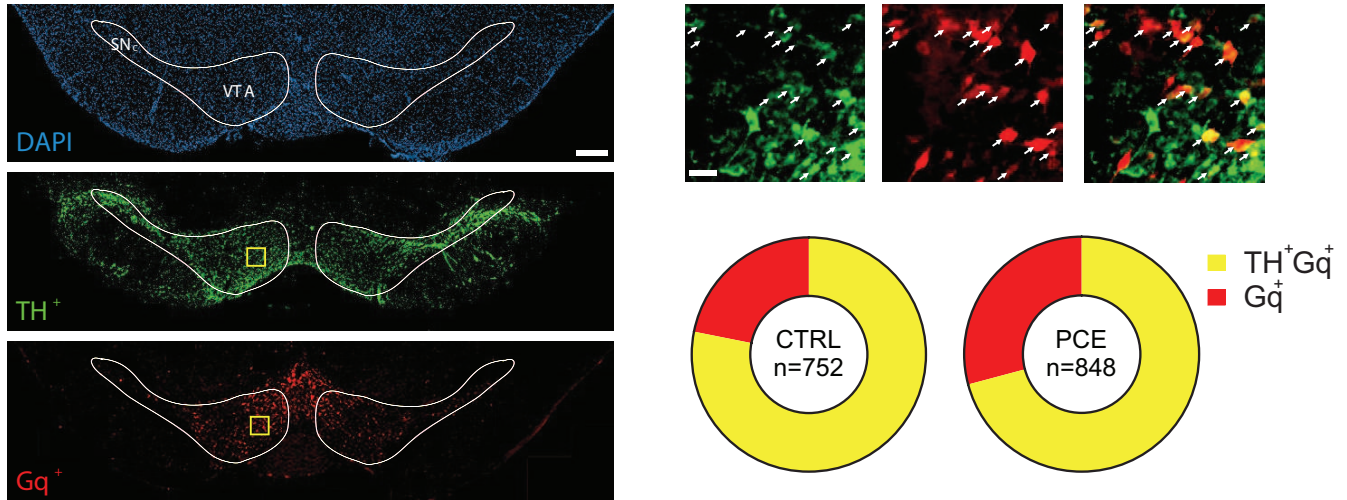 SNc
VTA
DAPI
TH+
Gq+
CTRL
n=752
PCE
n=848
TH+Gq+
Gq+